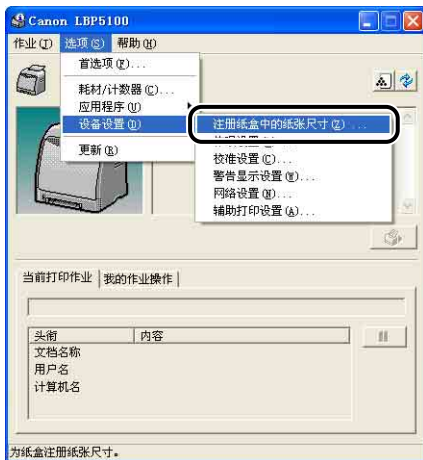 Canon LBP5100
作业(J) 选项(S) 帮助(H)
首选项(P)...
耗材/计数器(C)...
应用程序(U)
设备设置(D)
更新(R)
注册纸盒中的纸张尺寸(Z) ...
校准设置(C)...
警告显示设置(W)...
网络设置(N)...
辅助打印设置(A)...
当前打印作业 我的作业操作
头衔 内容
文档名称
用户名
计算机名
为纸盒注册纸张尺寸。